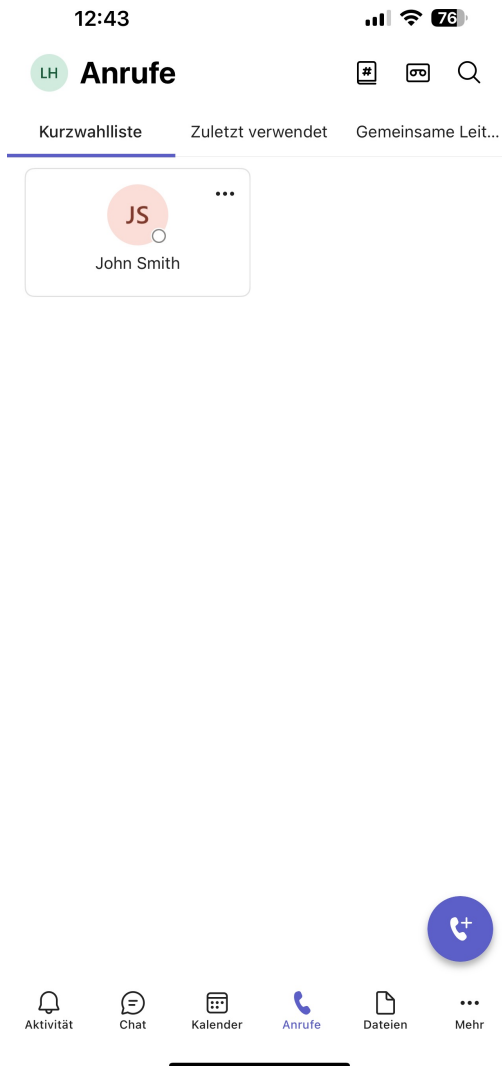 12:43
76
LH Anrufe
Kurzwahlliste Zuletzt verwendet Gemeinsame Leit...
JS
John Smith
Aktivität Chat Kalender Anrufe Dateien Mehr